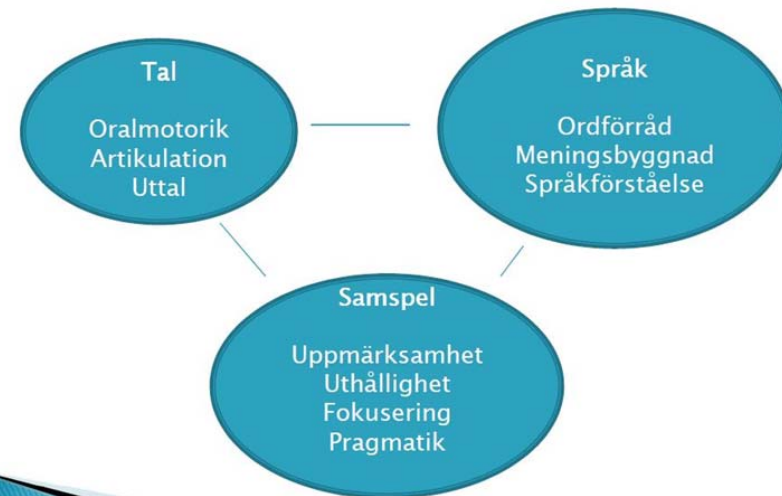 Tal
Oralmotorik
Artikulation
Uttal
Språk
Ordförråd
Meningsbyggnad
Språkförståelse
Samspel
Uppmärksamhet
Uthållighet
Fokusering
Pragmatik